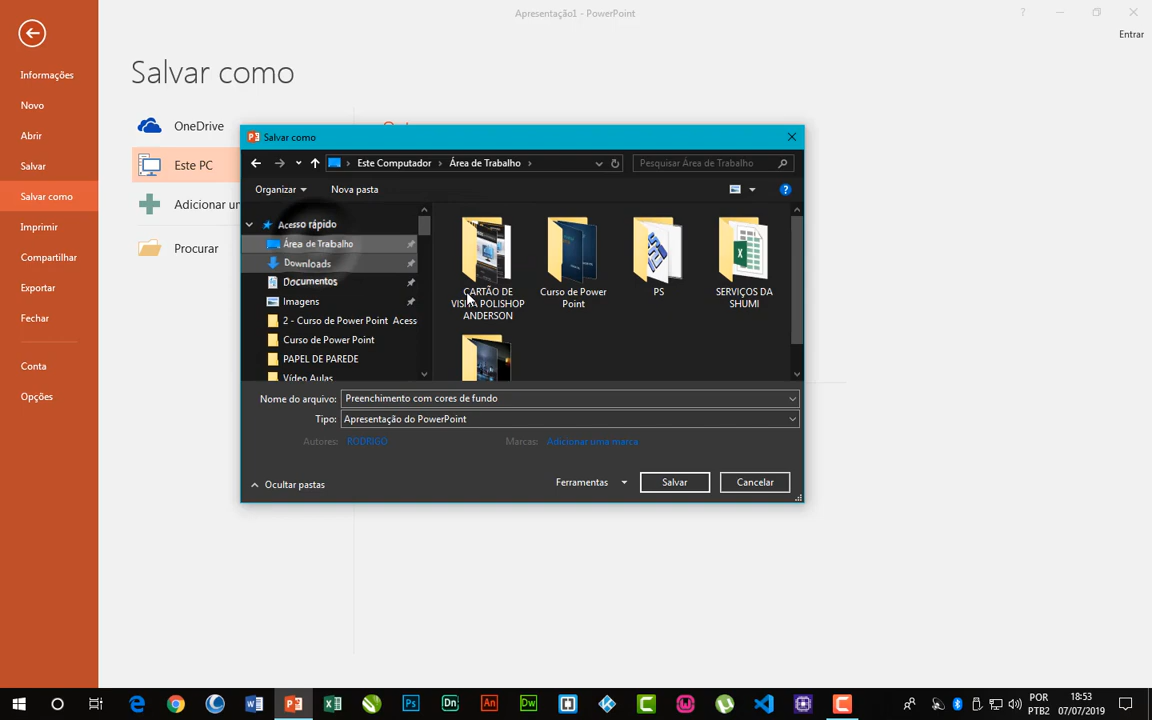 Apresentação1 - PowerPoint
?
Entrar
Informações
Novo
Abrir
Salvar
Salvar como
Imprimir
Compartilhar
Exportar
Fechar
Conta
Opções
Salvar como
OneDrive
Este PC
Adicionar um
Procurar
Salvar como
Este Computador
Área de Trabalho
Pesquisar Área de Trabalho
Organizar
Nova pasta
Acesso rápido
Área de Trabalho
Downloads
Documentos
Imagens
2 - Curso de Power Point Acess
Curso de Power Point
PAPEL DE PAREDE
Vídeo Aulas
CARTÃO DE
VISITA POLISHOP
ANDERSON
Curso de Power
Point
PS
SERVIÇOS DA
SHUMI
Nome do arquivo:
Preenchimento com cores de fundo
Tipo:
Apresentação do PowerPoint
Autores:
RODRIGO
Marcas:
Adicionar uma marca
Ocultar pastas
Ferramentas
Salvar
Cancelar
POR
PTB2
18:53
07/07/2019